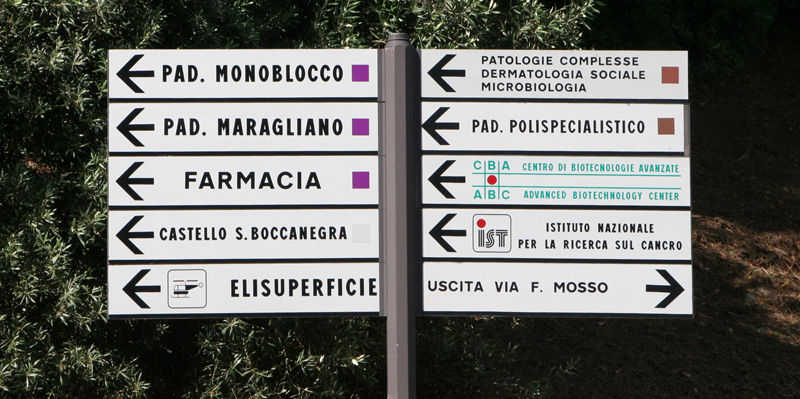 PAD. MONOBLOCCO
PAD. MARAGLIANO
FARMACIA
CASTELLO S. BOCCANEGRA
ELISUPERFICIE
PATOLOGIE COMPLESSE
DERMATOLOGIA SOCIALE
MICROBIOLOGIA
PAD. POLISPECIALISTICO
CBA CENTRO DI BIOTECNOLOGIE AVANZATE
ABC ADVANCED BIOTECHNOLOGY CENTER
IST
ISTITUTO NAZIONALE
PER LA RICERCA SUL CANCRO
USCITA VIA F. MOSSO